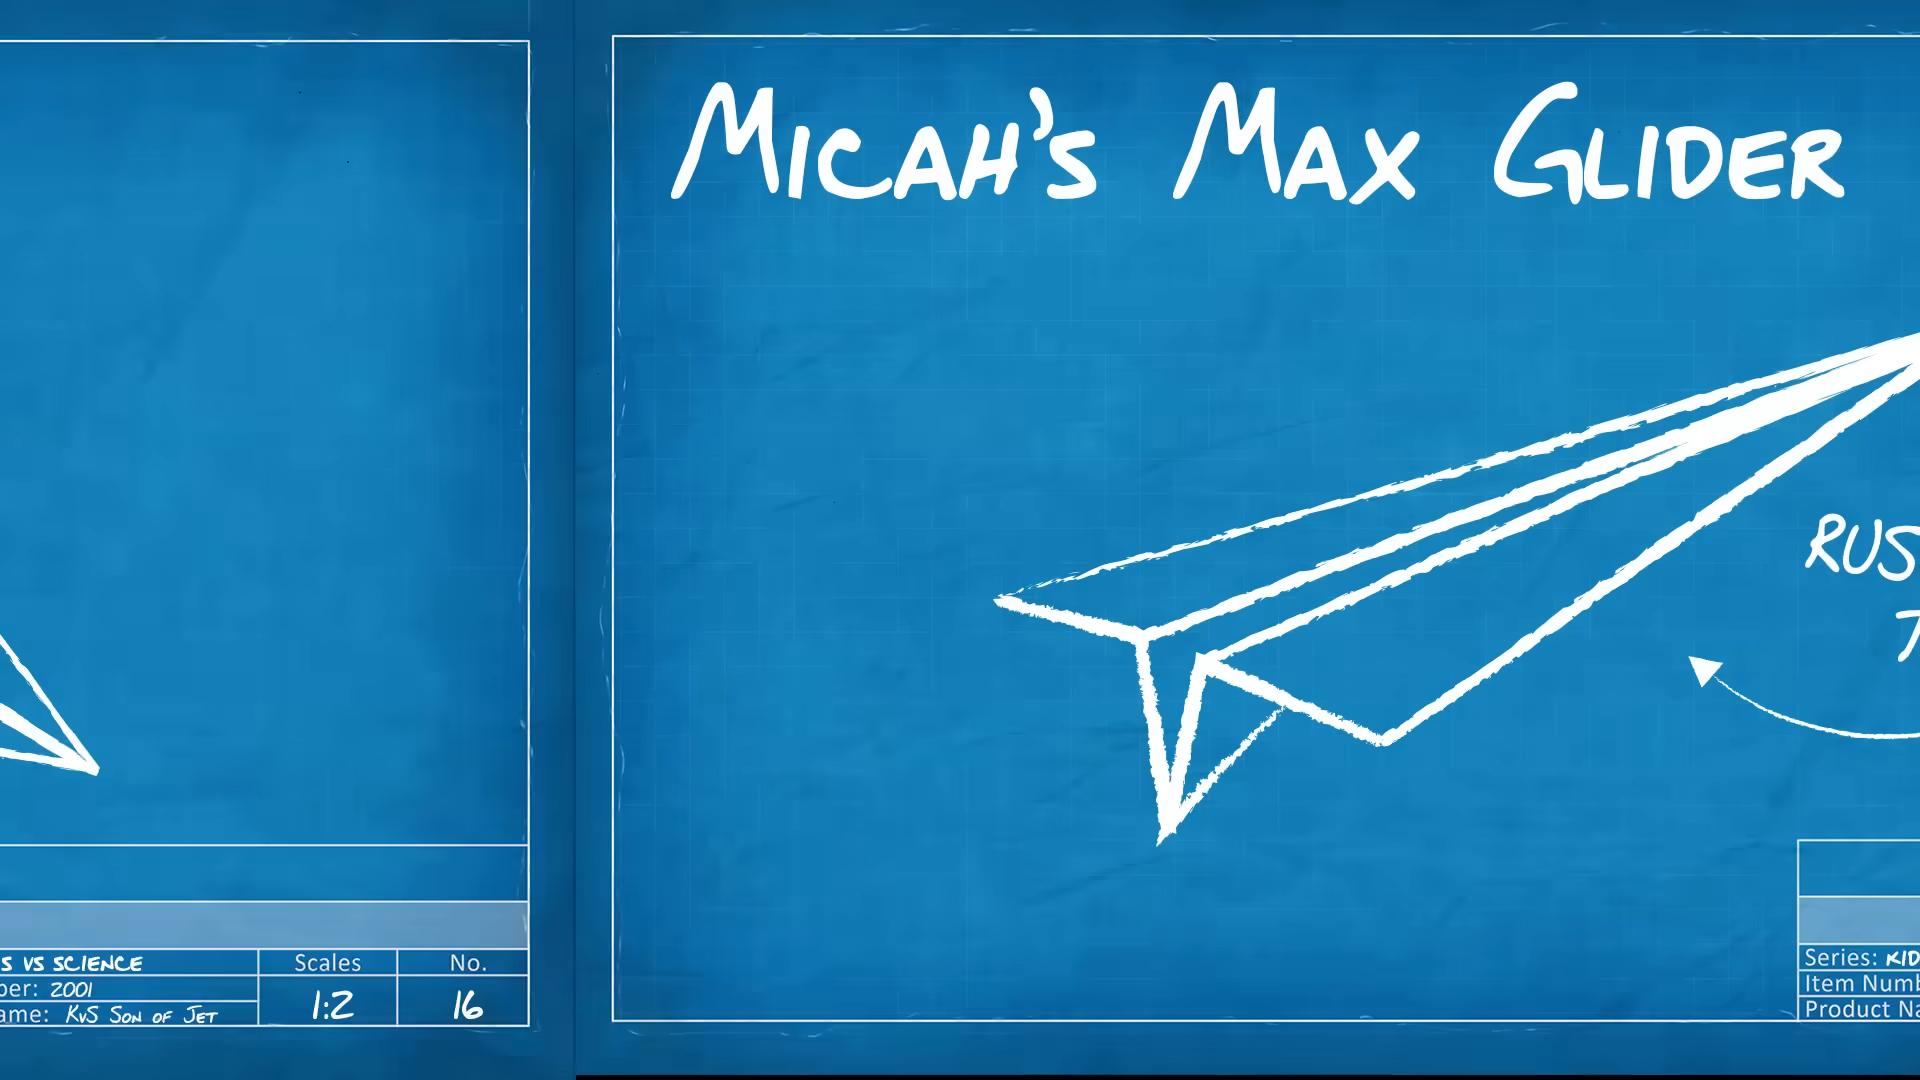 MICAH'S MAX GLIDER
S VS SCIENCE
Scales
No.
ber: 2001
ame: KvS SON OF JET
1:2
16
RUS
T
Series: KID
Item Numb
Product Na